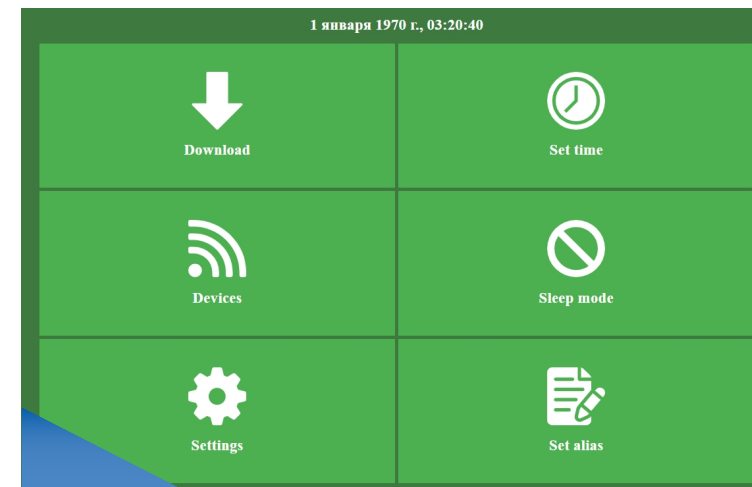 1 января 1970 г., 03:20:40
Download
Set time
Devices
Sleep mode
Settings
Set alias